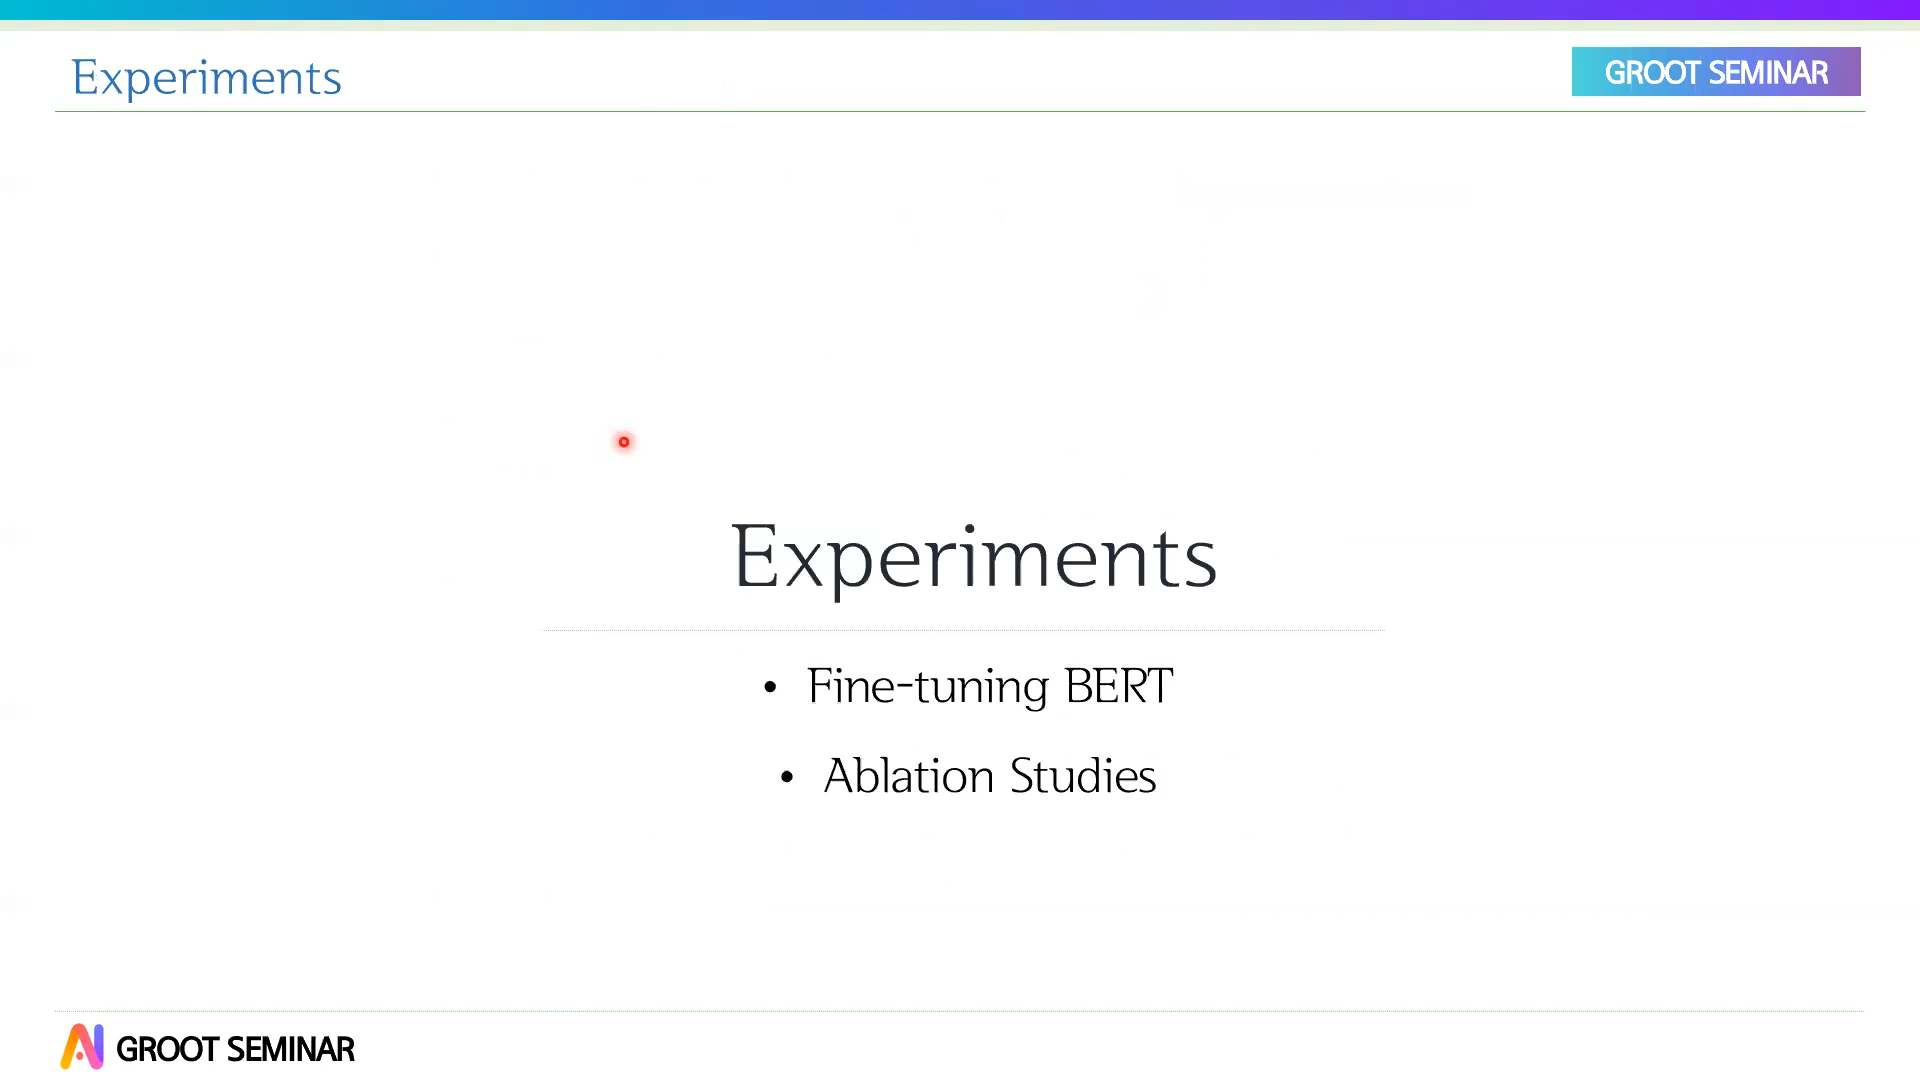 Experiments
GROOT SEMINAR
Experiments
• Fine-tuning BERT
• Ablation Studies
GROOT SEMINAR